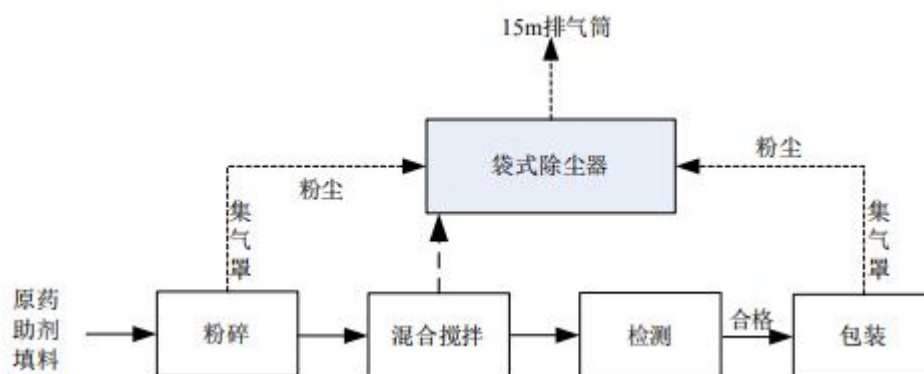 15m排气筒
袋式除尘器
粉尘
粉尘
集气罩
集气罩
原药
助剂
填料
粉碎
混合搅拌
检测
合格
包装